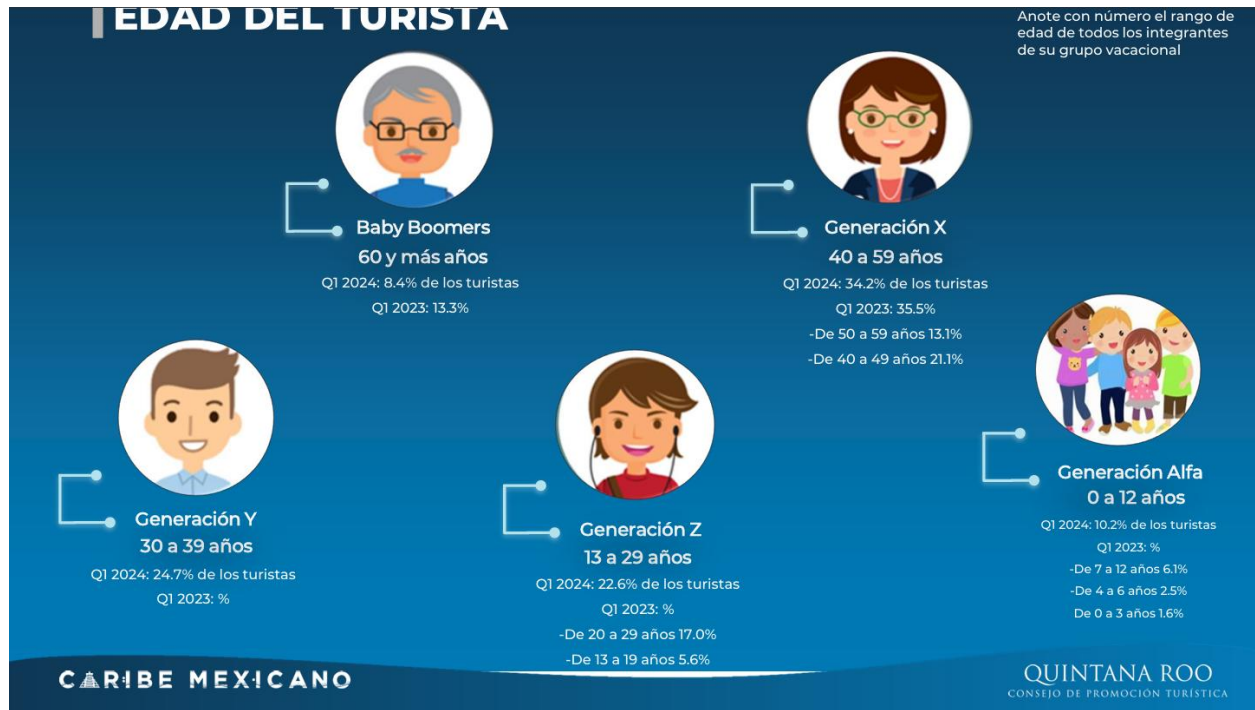 EDAD DEL TURISTA
Anote con número el rango de
edad de todos los integrantes
de su grupo vacacional
Baby Boomers
60 y más años
Q1 2024: 8.4% de los turistas
Q1 2023: 13.3%
Generación X
40 a 59 años
Q1 2024: 34.2% de los turistas
Q1 2023: 35.5%
-De 50 a 59 años 13.1%
-De 40 a 49 años 21.1%
Generación Y
30 a 39 años
Q1 2024: 24.7% de los turistas
Q1 2023: %
Generación Z
13 a 29 años
Q1 2024: 22.6% de los turistas
Q1 2023: %
-De 20 a 29 años 17.0%
-De 13 a 19 años 5.6%
Generación Alfa
0 a 12 años
Q1 2024: 10.2% de los turistas
Q1 2023: %
-De 7 a 12 años 6.1%
-De 4 a 6 años 2.5%
De 0 a 3 años 1.6%
CARIBE MEXICANO
QUINTANA ROO
CONSEJO DE PROMOCIÓN TURÍSTICA